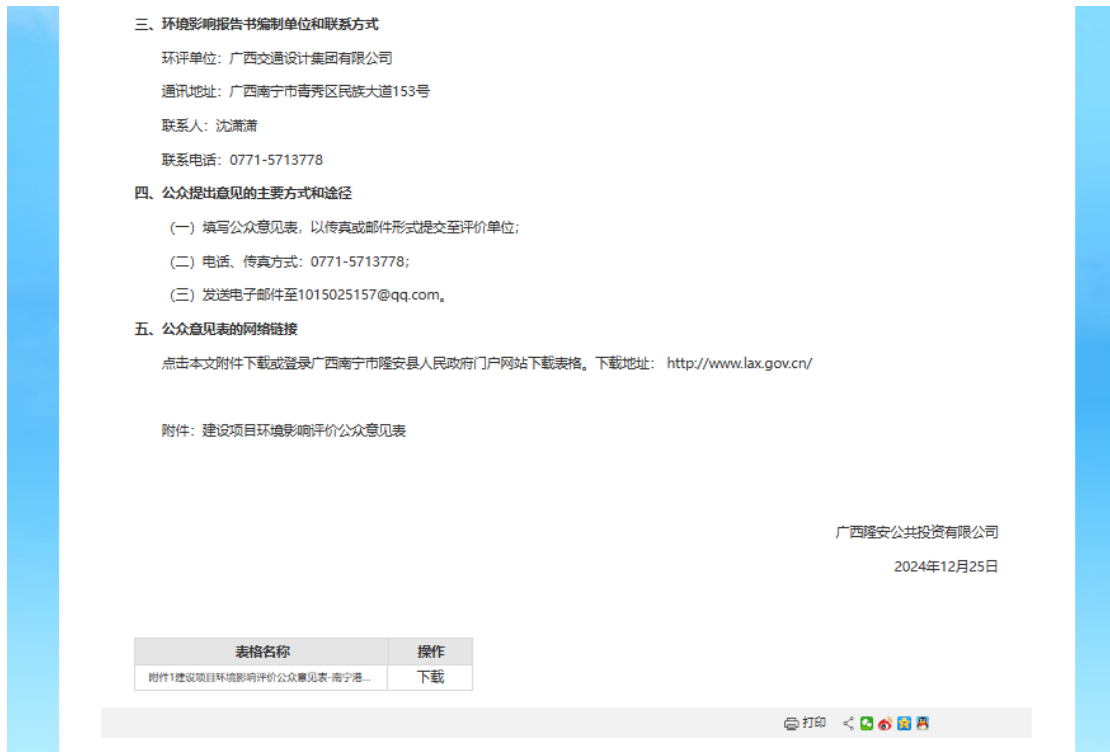 三、环境影响报告书编制单位和联系方式
环评单位：广西交通设计集团有限公司
通讯地址：广西南宁市青秀区民族大道153号
联系人：沈潇萧
联系电话：0771-5713778
四、公众提出意见的主要方式和途径
（一）填写公众意见表，以传真或邮件形式提交至评价单位；
（二）电话、传真方式：0771-5713778；
（三）发送电子邮件至1015025157@qq.com。
五、公众意见表的网络链接
点击本文附件下载或登录广西南宁市隆安县人民政府门户网站下载表格。下载地址： http://www.lax.gov.cn/
附件：建设项目环境影响评价公众意见表
广西隆安公共投资有限公司
2024年12月25日
表格名称 操作
附件1建设项目环境影响评价公众意见表-南宁港... 下载
打印